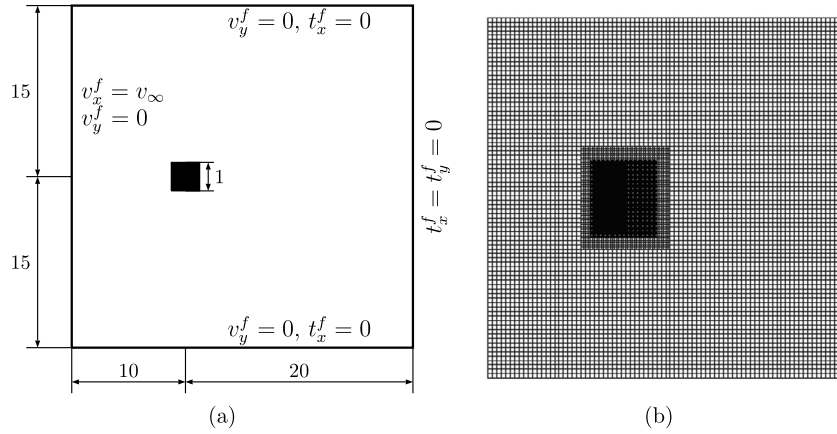 v_y^f = 0, t_x^f = 0
15
v_x^f = v_∞
v_y^f = 0
1
t_x^f = t_y^f = 0
15
v_y^f = 0, t_x^f = 0
10
20
(a)
(b)